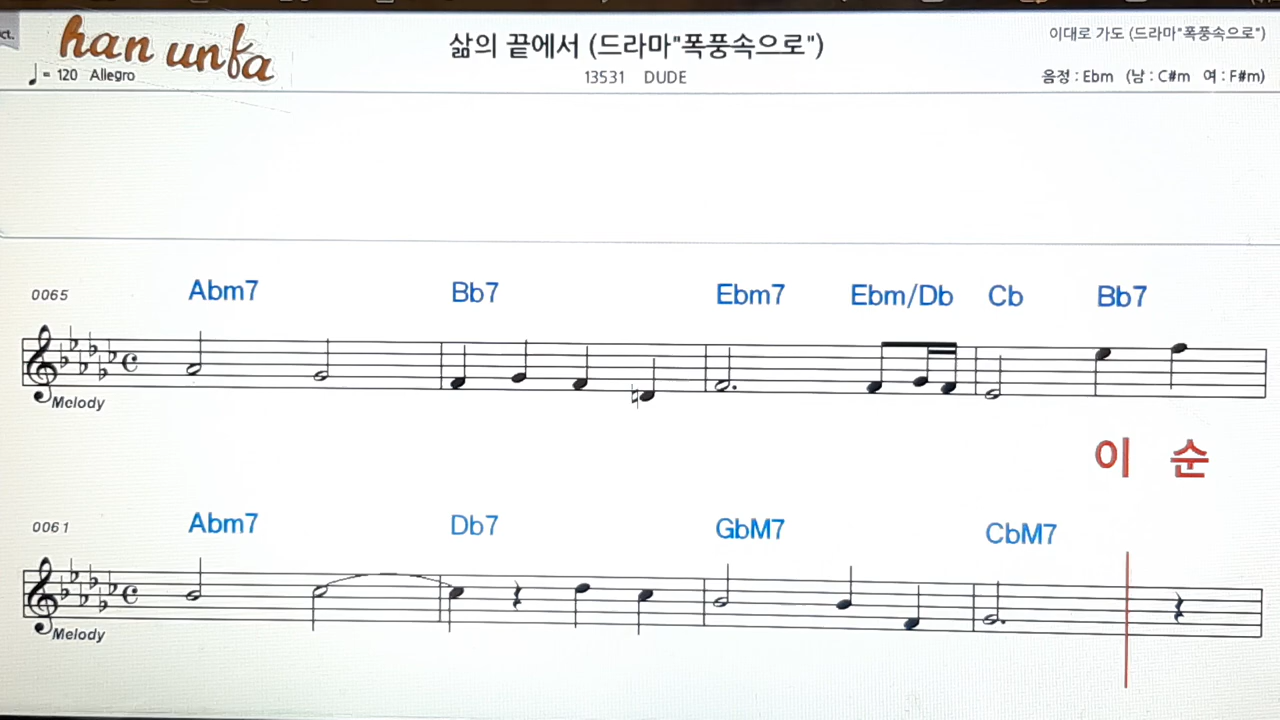 ct.
han unfa
♩= 120 Allegro
삶의 끝에서 (드라마"폭풍속으로")
13531 DUDE
이대로 가도 (드라마"폭풍속으로")
음정 : Ebm (남 : C#m 여 : F#m)
0065
Abm7 Bb7 Ebm7 Ebm/Db Cb Bb7
Melody
이 순
0061
Abm7 Db7 GbM7 CbM7
Melody